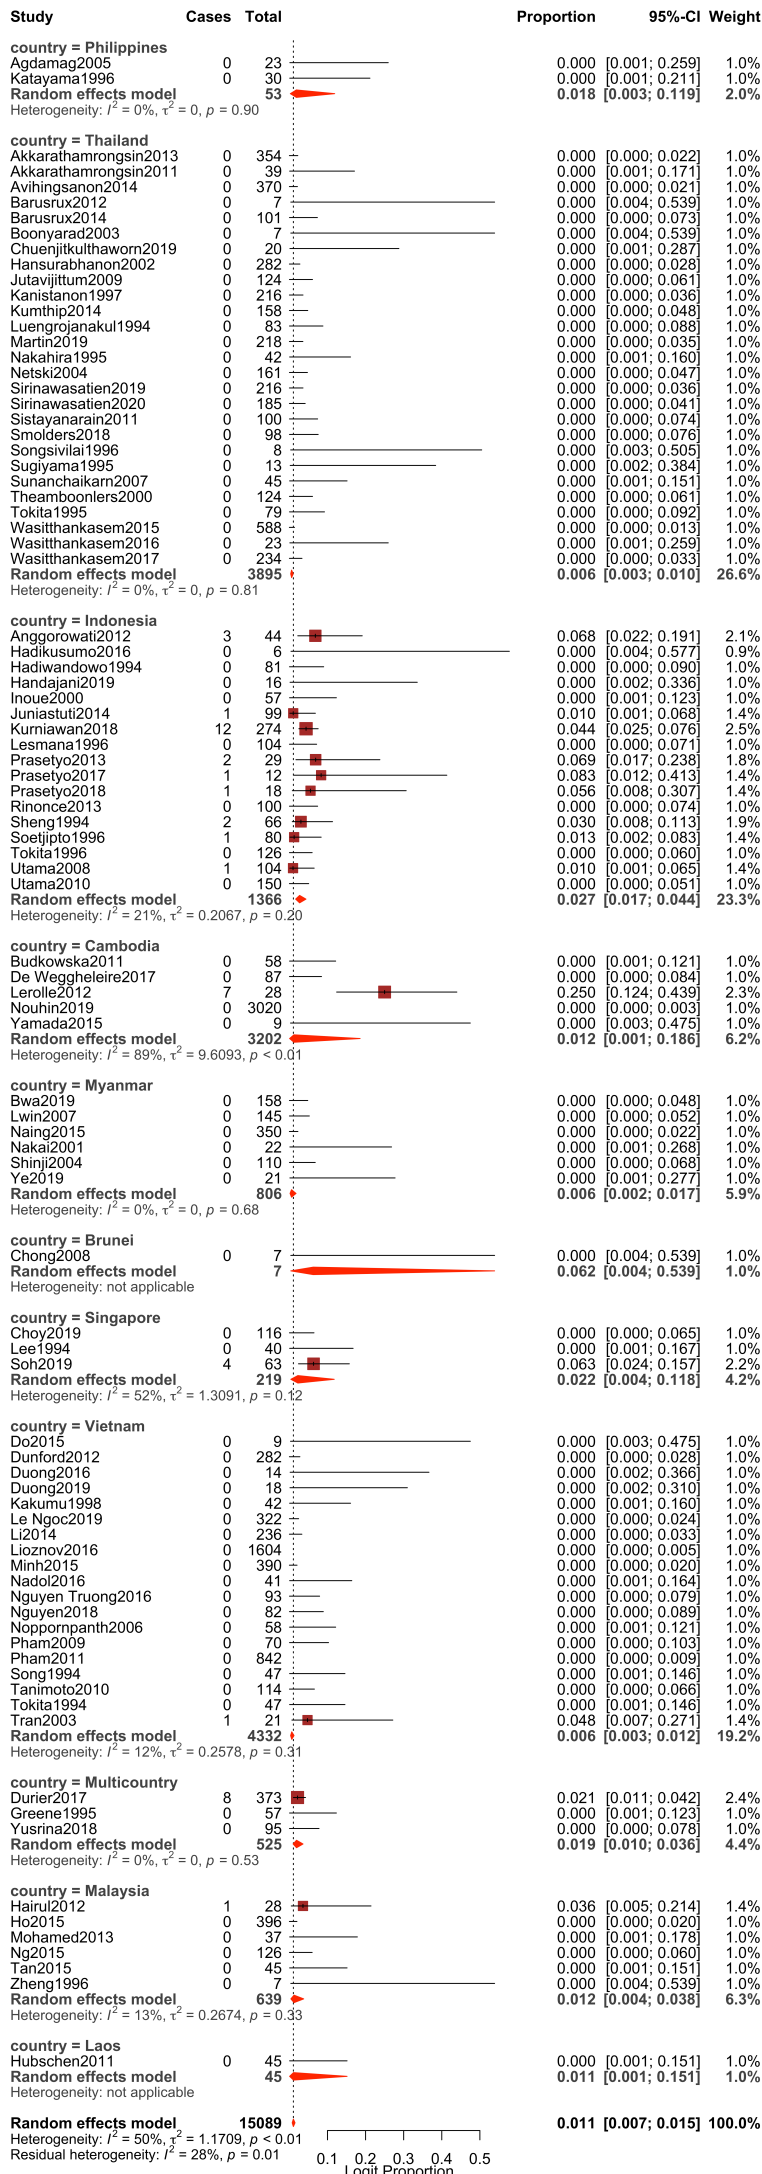 Study Cases Total Proportion 95%-CI Weight
country = Philippines
Agdamag2005 0 23 0.000 [0.001; 0.259] 1.0%
Katayama1996 0 30 0.000 [0.001; 0.211] 1.0%
Random effects model 53 0.018 [0.003; 0.119] 2.0%
Heterogeneity: I² = 0%, τ² = 0, p = 0.90
country = Thailand
Akkarathamrongsin2013 0 354 0.000 [0.000; 0.022] 1.0%
Akkarathamrongsin2011 0 39 0.000 [0.001; 0.171] 1.0%
Avihingsanon2014 0 370 0.000 [0.000; 0.021] 1.0%
Barusrux2012 0 7 0.000 [0.004; 0.539] 1.0%
Barusrux2014 0 101 0.000 [0.000; 0.073] 1.0%
Boonyarad2003 0 7 0.000 [0.004; 0.539] 1.0%
Chuenjitkulthaworn2019 0 20 0.000 [0.001; 0.287] 1.0%
Hansurabhanon2002 0 282 0.000 [0.000; 0.028] 1.0%
Jutavijittum2009 0 124 0.000 [0.000; 0.061] 1.0%
Kanistanon1997 0 216 0.000 [0.000; 0.036] 1.0%
Kumthip2014 0 158 0.000 [0.000; 0.048] 1.0%
Luengrojanakul1994 0 83 0.000 [0.000; 0.088] 1.0%
Martin2019 0 218 0.000 [0.000; 0.035] 1.0%
Nakahira1995 0 42 0.000 [0.001; 0.160] 1.0%
Netski2004 0 161 0.000 [0.000; 0.047] 1.0%
Sirinawasatien2019 0 216 0.000 [0.000; 0.036] 1.0%
Sirinawasatien2020 0 185 0.000 [0.000; 0.041] 1.0%
Sistayanarain2011 0 100 0.000 [0.000; 0.074] 1.0%
Smolders2018 0 98 0.000 [0.000; 0.076] 1.0%
Songsivilai1996 0 8 0.000 [0.003; 0.505] 1.0%
Sugiyama1995 0 13 0.000 [0.002; 0.384] 1.0%
Sunanchaikarn2007 0 45 0.000 [0.001; 0.151] 1.0%
Theamboonlers2000 0 124 0.000 [0.000; 0.061] 1.0%
Tokita1995 0 79 0.000 [0.000; 0.092] 1.0%
Wasitthankasem2015 0 588 0.000 [0.000; 0.013] 1.0%
Wasitthankasem2016 0 23 0.000 [0.001; 0.259] 1.0%
Wasitthankasem2017 0 234 0.000 [0.000; 0.033] 1.0%
Random effects model 3895 0.006 [0.003; 0.010] 26.6%
Heterogeneity: I² = 0%, τ² = 0, p = 0.81
country = Indonesia
Anggorowati2012 3 44 0.068 [0.022; 0.191] 2.1%
Hadikusumo2016 0 6 0.000 [0.004; 0.577] 0.9%
Hadiwandowo1994 0 81 0.000 [0.000; 0.090] 1.0%
Handajani2019 0 16 0.000 [0.002; 0.336] 1.0%
Inoue2000 0 57 0.000 [0.001; 0.123] 1.0%
Juniastuti2014 1 99 0.010 [0.001; 0.068] 1.4%
Kurniawan2018 12 274 0.044 [0.025; 0.076] 2.5%
Lesmana1996 0 104 0.000 [0.000; 0.071] 1.0%
Prasetyo2013 2 29 0.069 [0.017; 0.238] 1.8%
Prasetyo2017 1 12 0.083 [0.012; 0.413] 1.4%
Prasetyo2018 1 18 0.056 [0.008; 0.307] 1.4%
Rinonce2013 0 100 0.000 [0.000; 0.074] 1.0%
Sheng1994 2 66 0.030 [0.008; 0.113] 1.9%
Soetjipto1996 1 80 0.013 [0.002; 0.083] 1.4%
Tokita1996 0 126 0.000 [0.000; 0.060] 1.0%
Utama2008 1 104 0.010 [0.001; 0.065] 1.4%
Utama2010 0 150 0.000 [0.000; 0.051] 1.0%
Random effects model 1366 0.027 [0.017; 0.044] 23.3%
Heterogeneity: I² = 21%, τ² = 0.2067, p = 0.20
country = Cambodia
Budkowska2011 0 58 0.000 [0.001; 0.121] 1.0%
De Weggheleire2017 0 87 0.000 [0.000; 0.084] 1.0%
Lerolle2012 7 28 0.250 [0.124; 0.439] 2.3%
Nouhin2019 0 3020 0.000 [0.000; 0.003] 1.0%
Yamada2015 0 9 0.000 [0.003; 0.475] 1.0%
Random effects model 3202 0.012 [0.001; 0.186] 6.2%
Heterogeneity: I² = 89%, τ² = 9.6093, p < 0.01
country = Myanmar
Bwa2019 0 158 0.000 [0.000; 0.048] 1.0%
Lwin2007 0 145 0.000 [0.000; 0.052] 1.0%
Naing2015 0 350 0.000 [0.000; 0.022] 1.0%
Nakai2001 0 22 0.000 [0.001; 0.268] 1.0%
Shinji2004 0 110 0.000 [0.000; 0.068] 1.0%
Ye2019 0 21 0.000 [0.001; 0.277] 1.0%
Random effects model 806 0.006 [0.002; 0.017] 5.9%
Heterogeneity: I² = 0%, τ² = 0, p = 0.68
country = Brunei
Chong2008 0 7 0.000 [0.004; 0.539] 1.0%
Random effects model 7 0.062 [0.004; 0.539] 1.0%
Heterogeneity: not applicable
country = Singapore
Choy2019 0 116 0.000 [0.000; 0.065] 1.0%
Lee1994 0 40 0.000 [0.001; 0.167] 1.0%
Soh2019 4 63 0.063 [0.024; 0.157] 2.2%
Random effects model 219 0.022 [0.004; 0.118] 4.2%
Heterogeneity: I² = 52%, τ² = 1.3091, p = 0.12
country = Vietnam
Do2015 0 9 0.000 [0.003; 0.475] 1.0%
Dunford2012 0 282 0.000 [0.000; 0.028] 1.0%
Duong2016 0 14 0.000 [0.002; 0.366] 1.0%
Duong2019 0 18 0.000 [0.002; 0.310] 1.0%
Kakumu1998 0 42 0.000 [0.001; 0.160] 1.0%
Le Ngoc2019 0 322 0.000 [0.000; 0.024] 1.0%
Li2014 0 236 0.000 [0.000; 0.033] 1.0%
Lioznov2016 0 1604 0.000 [0.000; 0.005] 1.0%
Minh2015 0 390 0.000 [0.000; 0.020] 1.0%
Nadol2016 0 41 0.000 [0.001; 0.164] 1.0%
Nguyen Truong2016 0 93 0.000 [0.000; 0.079] 1.0%
Nguyen2018 0 82 0.000 [0.000; 0.089] 1.0%
Noppornpanth2006 0 58 0.000 [0.001; 0.121] 1.0%
Pham2009 0 70 0.000 [0.000; 0.103] 1.0%
Pham2011 0 842 0.000 [0.000; 0.009] 1.0%
Song1994 0 47 0.000 [0.001; 0.146] 1.0%
Tanimoto2010 0 114 0.000 [0.000; 0.066] 1.0%
Tokita1994 0 47 0.000 [0.001; 0.146] 1.0%
Tran2003 1 21 0.048 [0.007; 0.271] 1.4%
Random effects model 4332 0.006 [0.003; 0.012] 19.2%
Heterogeneity: I² = 12%, τ² = 0.2578, p = 0.31
country = Multicountry
Durier2017 8 373 0.021 [0.011; 0.042] 2.4%
Greene1995 0 57 0.000 [0.001; 0.123] 1.0%
Yusrina2018 0 95 0.000 [0.000; 0.078] 1.0%
Random effects model 525 0.019 [0.010; 0.036] 4.4%
Heterogeneity: I² = 0%, τ² = 0, p = 0.53
country = Malaysia
Hairul2012 1 28 0.036 [0.005; 0.214] 1.4%
Ho2015 0 396 0.000 [0.000; 0.020] 1.0%
Mohamed2013 0 37 0.000 [0.001; 0.178] 1.0%
Ng2015 0 126 0.000 [0.000; 0.060] 1.0%
Tan2015 0 45 0.000 [0.001; 0.151] 1.0%
Zheng1996 0 7 0.000 [0.004; 0.539] 1.0%
Random effects model 639 0.012 [0.004; 0.038] 6.3%
Heterogeneity: I² = 13%, τ² = 0.2674, p = 0.33
country = Laos
Hubschen2011 0 45 0.000 [0.001; 0.151] 1.0%
Random effects model 45 0.011 [0.001; 0.151] 1.0%
Heterogeneity: not applicable
Random effects model 15089 0.011 [0.007; 0.015] 100.0%
Heterogeneity: I² = 50%, τ² = 1.1709, p < 0.01
Residual heterogeneity: I² = 28%, p = 0.01
0.1 0.2 0.3 0.4 0.5
Logit Proportion